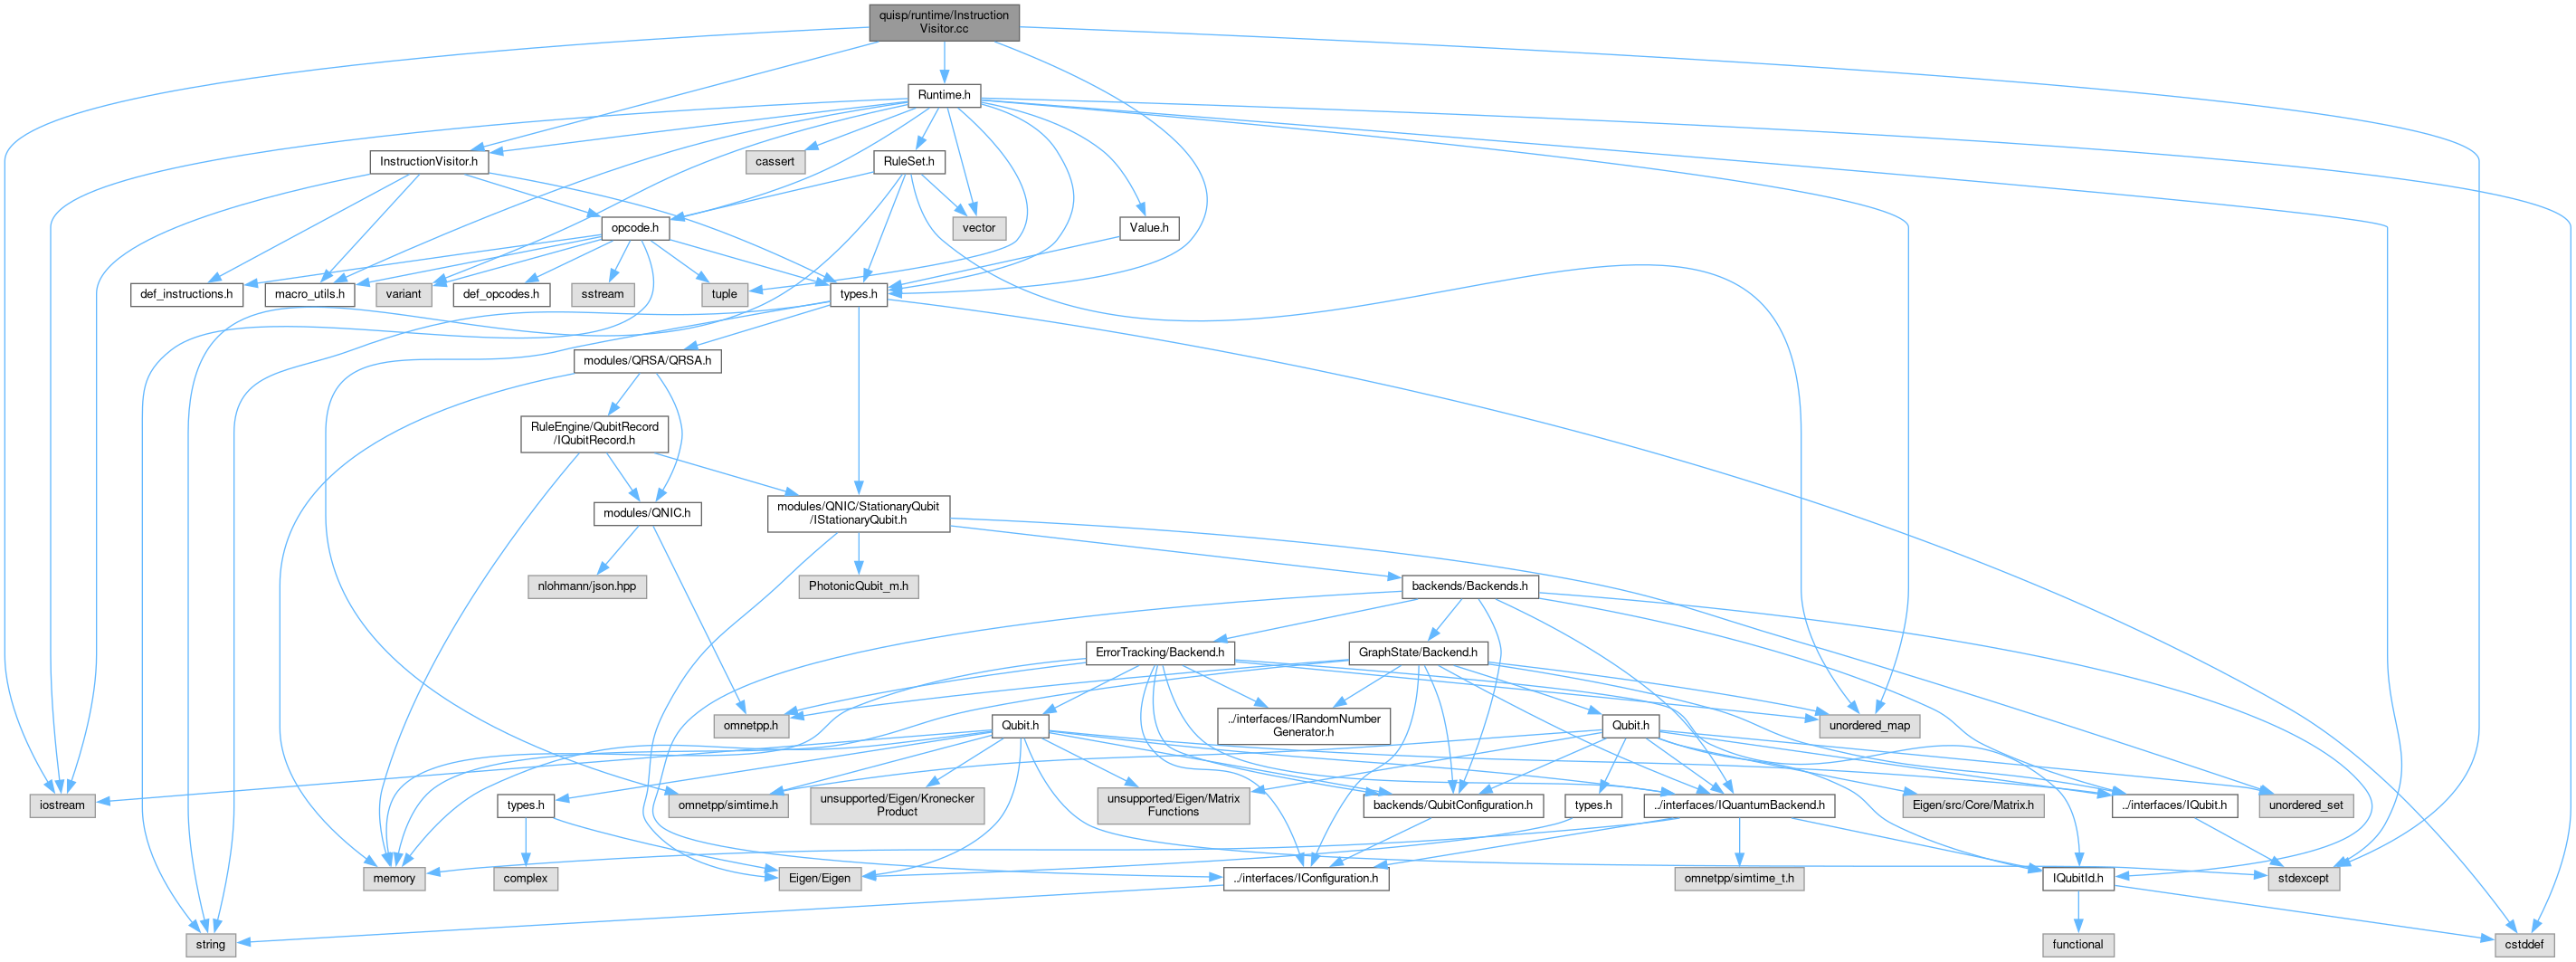 quisp/runtime/Instruction
Visitor.cc
Runtime.h
InstructionVisitor.h
cassert
RuleSet.h
opcode.h
vector
Value.h
def_instructions.h
macro_utils.h
variant
def_opcodes.h
sstream
tuple
types.h
modules/QRSA/QRSA.h
RuleEngine/QubitRecord
/IQubitRecord.h
modules/QNIC.h
modules/QNIC/StationaryQubit
/IStationaryQubit.h
nlohmann/json.hpp
PhotonicQubit_m.h
backends/Backends.h
ErrorTracking/Backend.h
GraphState/Backend.h
omnetpp.h
Qubit.h
../interfaces/IRandomNumber
Generator.h
Qubit.h
unordered_map
iostream
types.h
omnetpp/simtime.h
unsupported/Eigen/Kronecker
Product
unsupported/Eigen/Matrix
Functions
backends/QubitConfiguration.h
types.h
../interfaces/IQuantumBackend.h
Eigen/src/Core/Matrix.h
../interfaces/IQubit.h
unordered_set
memory
complex
Eigen/Eigen
../interfaces/IConfiguration.h
omnetpp/simtime_t.h
IQubitId.h
stdexcept
string
functional
cstddef